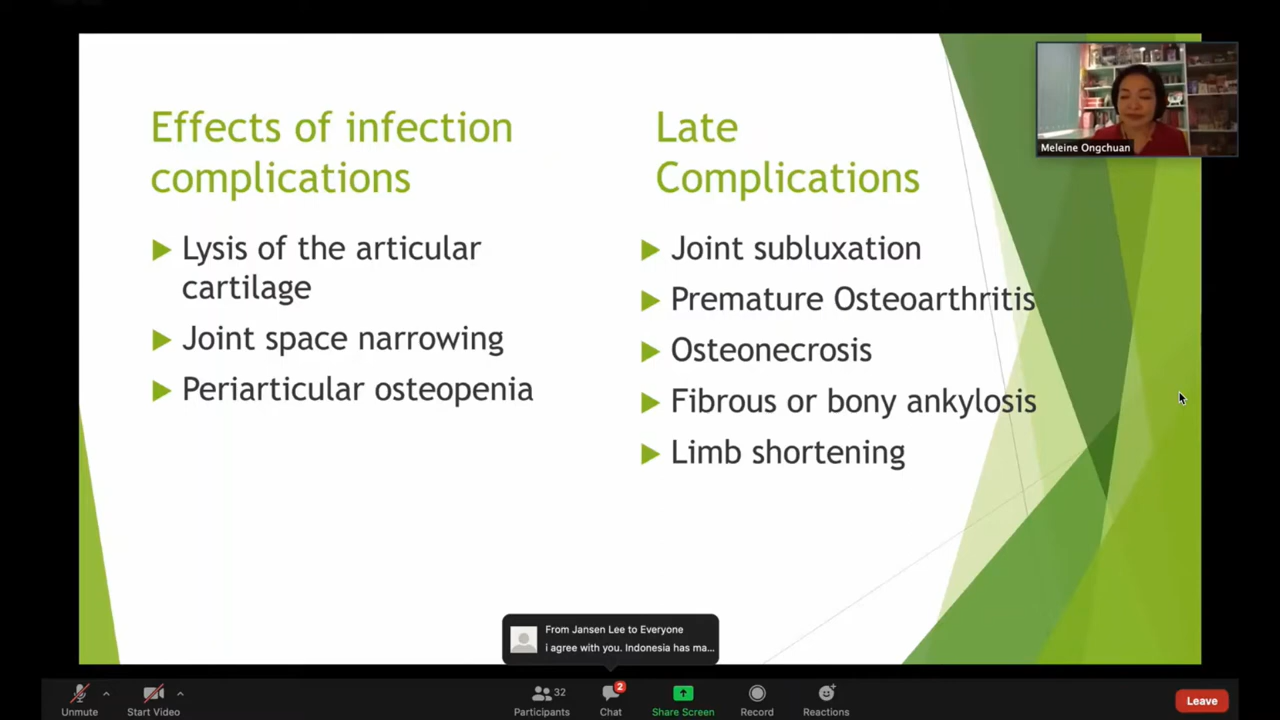 Effects of infection
complications
Lysis of the articular
cartilage
Joint space narrowing
Periarticular osteopenia
Late
Complications
Joint subluxation
Premature Osteoarthritis
Osteonecrosis
Fibrous or bony ankylosis
Limb shortening
Meleine Ongchuan
From Jansen Lee to Everyone
i agree with you. Indonesia has ma...
Unmute
Start Video
32
Participants
2
Chat
Share Screen
Record
Reactions
Leave